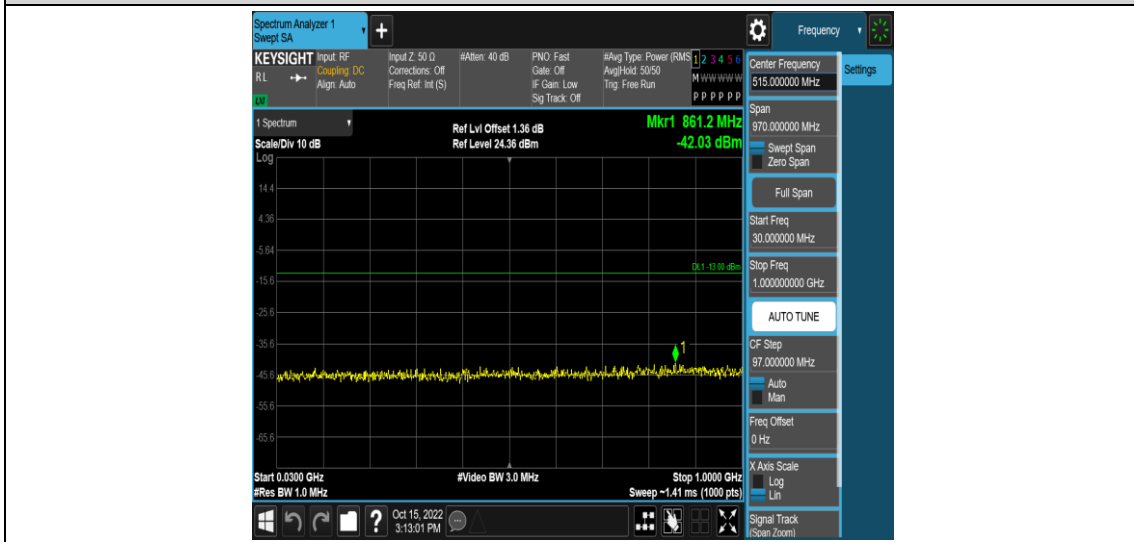 Spectrum Analyzer 1
Swept SA
+
Frequency
KEYSIGHT
RL
LXI
Input: RF
Coupling: DC
Align: Auto
Input Z: 50 Ω
Corrections: Off
Freq Ref: Int (S)
#Atten: 40 dB
PNO: Fast
Gate: Off
IF Gain: Low
Sig Track: Off
#Avg Type: Power (RMS
Avg|Hold: 50/50
Trig: Free Run
1 2 3 4 5 6
M W W W W W
P P P P P P
1 Spectrum
Scale/Div 10 dB
Ref Lvl Offset 1.36 dB
Ref Level 24.36 dBm
Mkr1 861.2 MHz
-42.03 dBm
Log
14.4
4.36
-5.64
DL1 -13.00 dBm
-15.6
-25.6
-35.6
1
-45.6
-55.6
-65.6
Start 0.0300 GHz
#Res BW 1.0 MHz
#Video BW 3.0 MHz
Stop 1.0000 GHz
Sweep ~1.41 ms (1000 pts)
?
Oct 15, 2022
3:13:01 PM
Center Frequency
515.000000 MHz
Settings
Span
970.000000 MHz
Swept Span
Zero Span
Full Span
Start Freq
30.000000 MHz
Stop Freq
1.000000000 GHz
AUTO TUNE
CF Step
97.000000 MHz
Auto
Man
Freq Offset
0 Hz
X Axis Scale
Log
Lin
Signal Track
(Span Zoom)